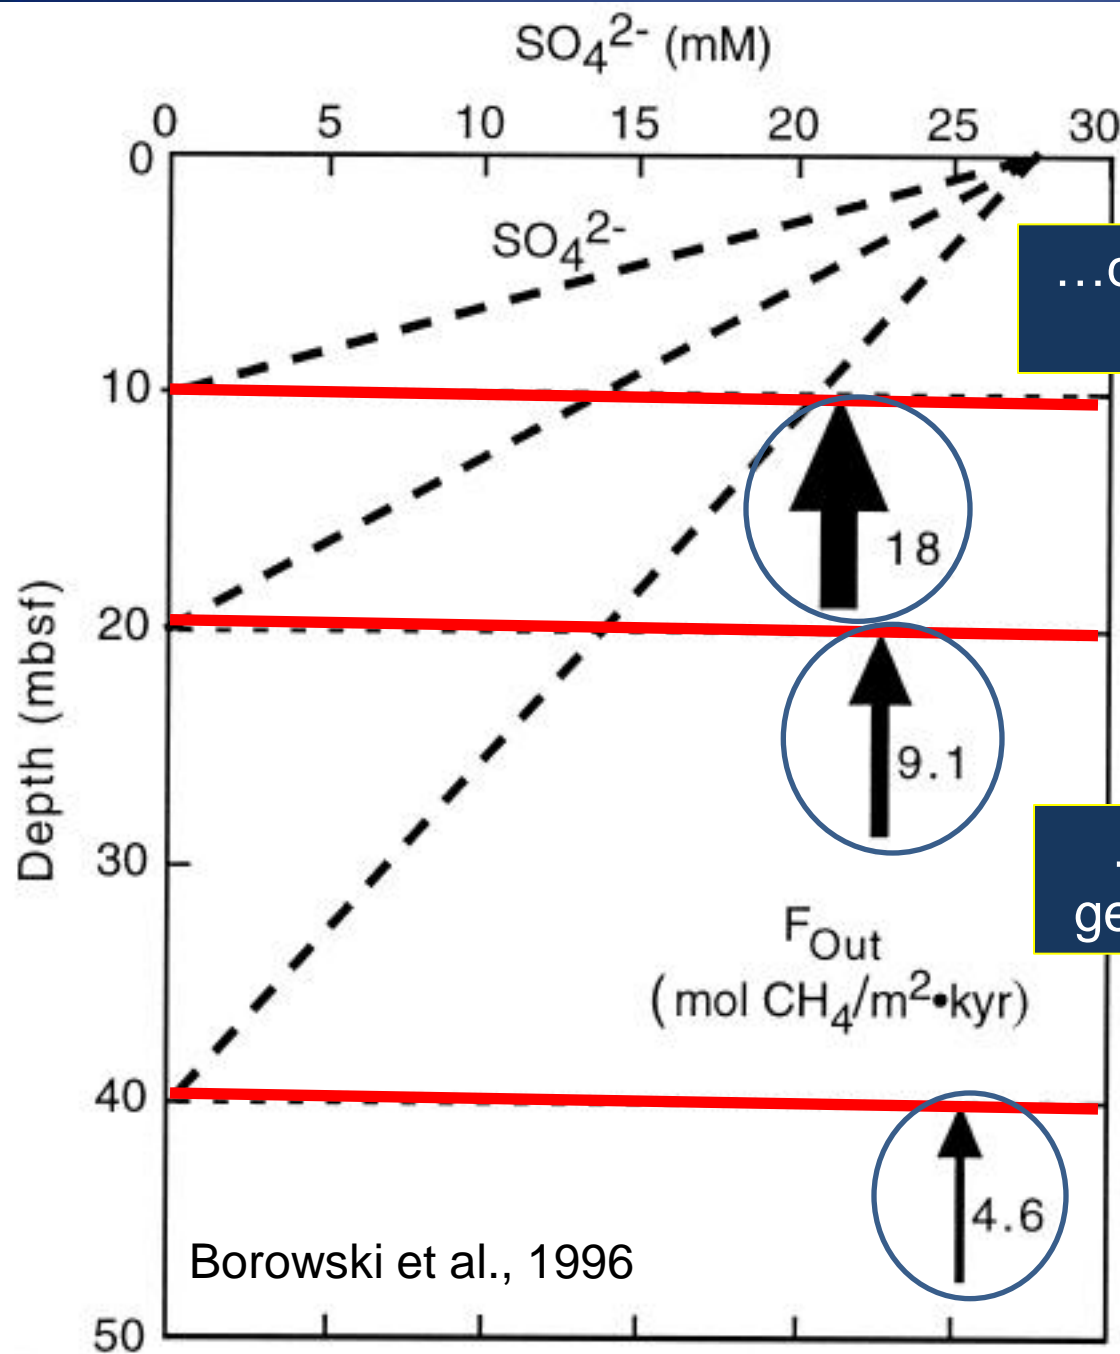 SO₄²⁻ (mM)
0 5 10 15 20 25 30
0
SO₄²⁻
10
18
20
9.1
30
F_Out
(mol CH₄/m²•kyr)
40
4.6
50
Depth (mbsf)
Borowski et al., 1996